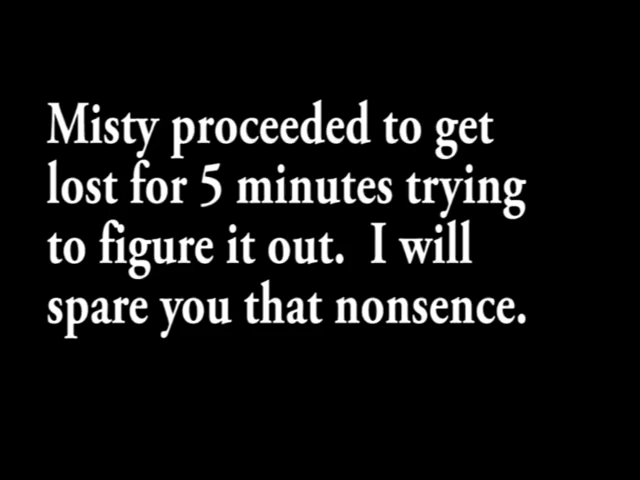 Misty proceeded to get
lost for 5 minutes trying
to figure it out.  I will
spare you that nonsence.